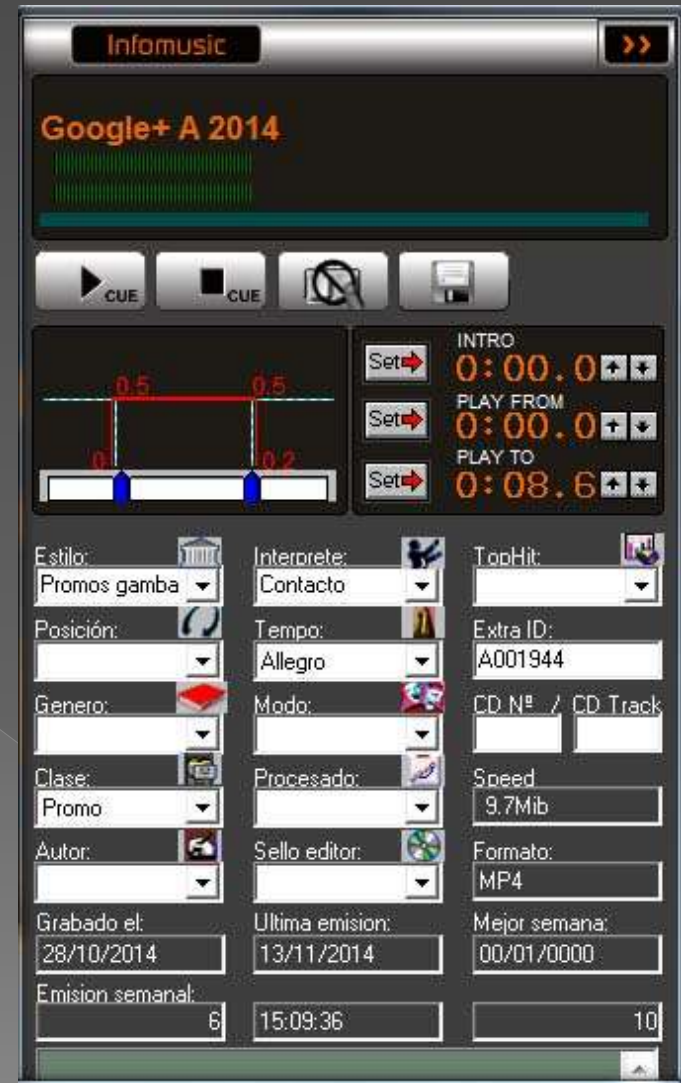 Infomusic >>
Google+ A 2014
CUE CUE
INTRO
Set 0:00.0
PLAY FROM
Set 0:00.0
PLAY TO
Set 0:08.6
0.5 0.5
0 0.2
Estilo: Interprete: TopHit:
Promos gamba Contacto
Posición: Tempo: Extra ID:
Allegro A001944
Genero: Modo: CD Nº / CD Track
Clase: Procesado: Speed
Promo 9.7Mib
Autor: Sello editor: Formato:
MP4
Grabado el: Ultima emision: Mejor semana:
28/10/2014 13/11/2014 00/01/0000
Emision semanal:
6 15:09:36 10